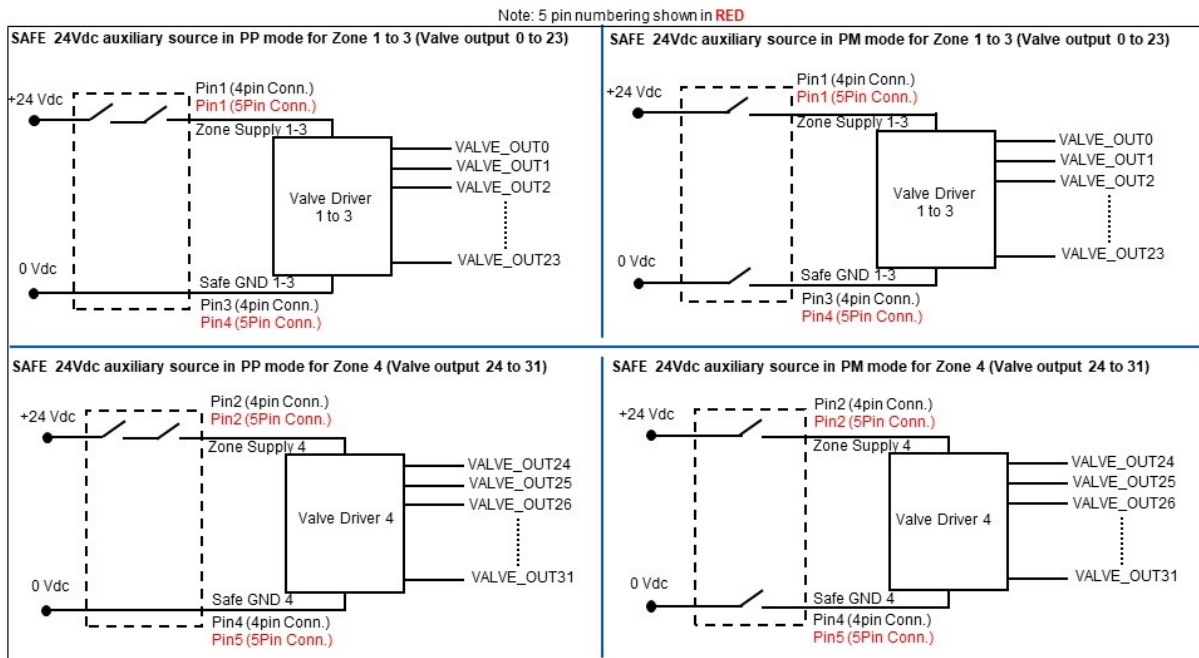 Note: 5 pin numbering shown in RED
SAFE 24Vdc auxiliary source in PP mode for Zone 1 to 3 (Valve output 0 to 23)
+24 Vdc
Pin1 (4pin Conn.)
Pin1 (5Pin Conn.)
Zone Supply 1-3
Valve Driver
1 to 3
VALVE_OUT0
VALVE_OUT1
VALVE_OUT2
VALVE_OUT23
0 Vdc
Safe GND 1-3
Pin3 (4pin Conn.)
Pin4 (5Pin Conn.)
SAFE 24Vdc auxiliary source in PM mode for Zone 1 to 3 (Valve output 0 to 23)
+24 Vdc
Pin1 (4pin Conn.)
Pin1 (5Pin Conn.)
Zone Supply 1-3
Valve Driver
1 to 3
VALVE_OUT0
VALVE_OUT1
VALVE_OUT2
VALVE_OUT23
0 Vdc
Safe GND 1-3
Pin3 (4pin Conn.)
Pin4 (5Pin Conn.)
SAFE 24Vdc auxiliary source in PP mode for Zone 4 (Valve output 24 to 31)
+24 Vdc
Pin2 (4pin Conn.)
Pin2 (5Pin Conn.)
Zone Supply 4
Valve Driver 4
VALVE_OUT24
VALVE_OUT25
VALVE_OUT26
VALVE_OUT31
0 Vdc
Safe GND 4
Pin4 (4pin Conn.)
Pin5 (5Pin Conn.)
SAFE 24Vdc auxiliary source in PM mode for Zone 4 (Valve output 24 to 31)
+24 Vdc
Pin2 (4pin Conn.)
Pin2 (5Pin Conn.)
Zone Supply 4
Valve Driver 4
VALVE_OUT24
VALVE_OUT25
VALVE_OUT26
VALVE_OUT31
0 Vdc
Safe GND 4
Pin4 (4pin Conn.)
Pin5 (5Pin Conn.)